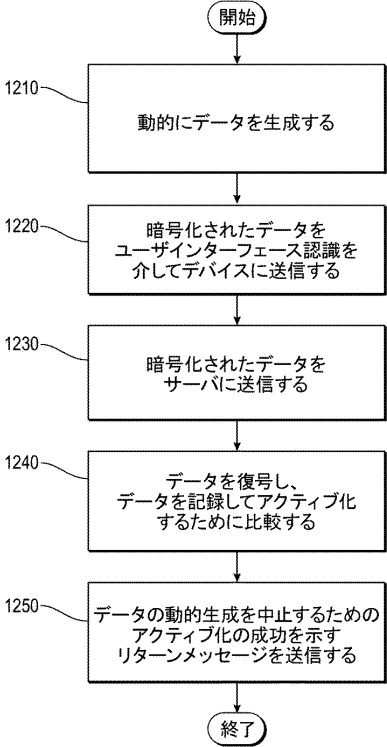 開始
1210
動的にデータを生成する
1220
暗号化されたデータを
ユーザインターフェース認識を
介してデバイスに送信する
1230
暗号化されたデータを
サーバに送信する
1240
データを復号し、
データを記録してアクティブ化
するために比較する
1250
データの動的生成を中止するための
アクティブ化の成功を示す
リターンメッセージを送信する
終了